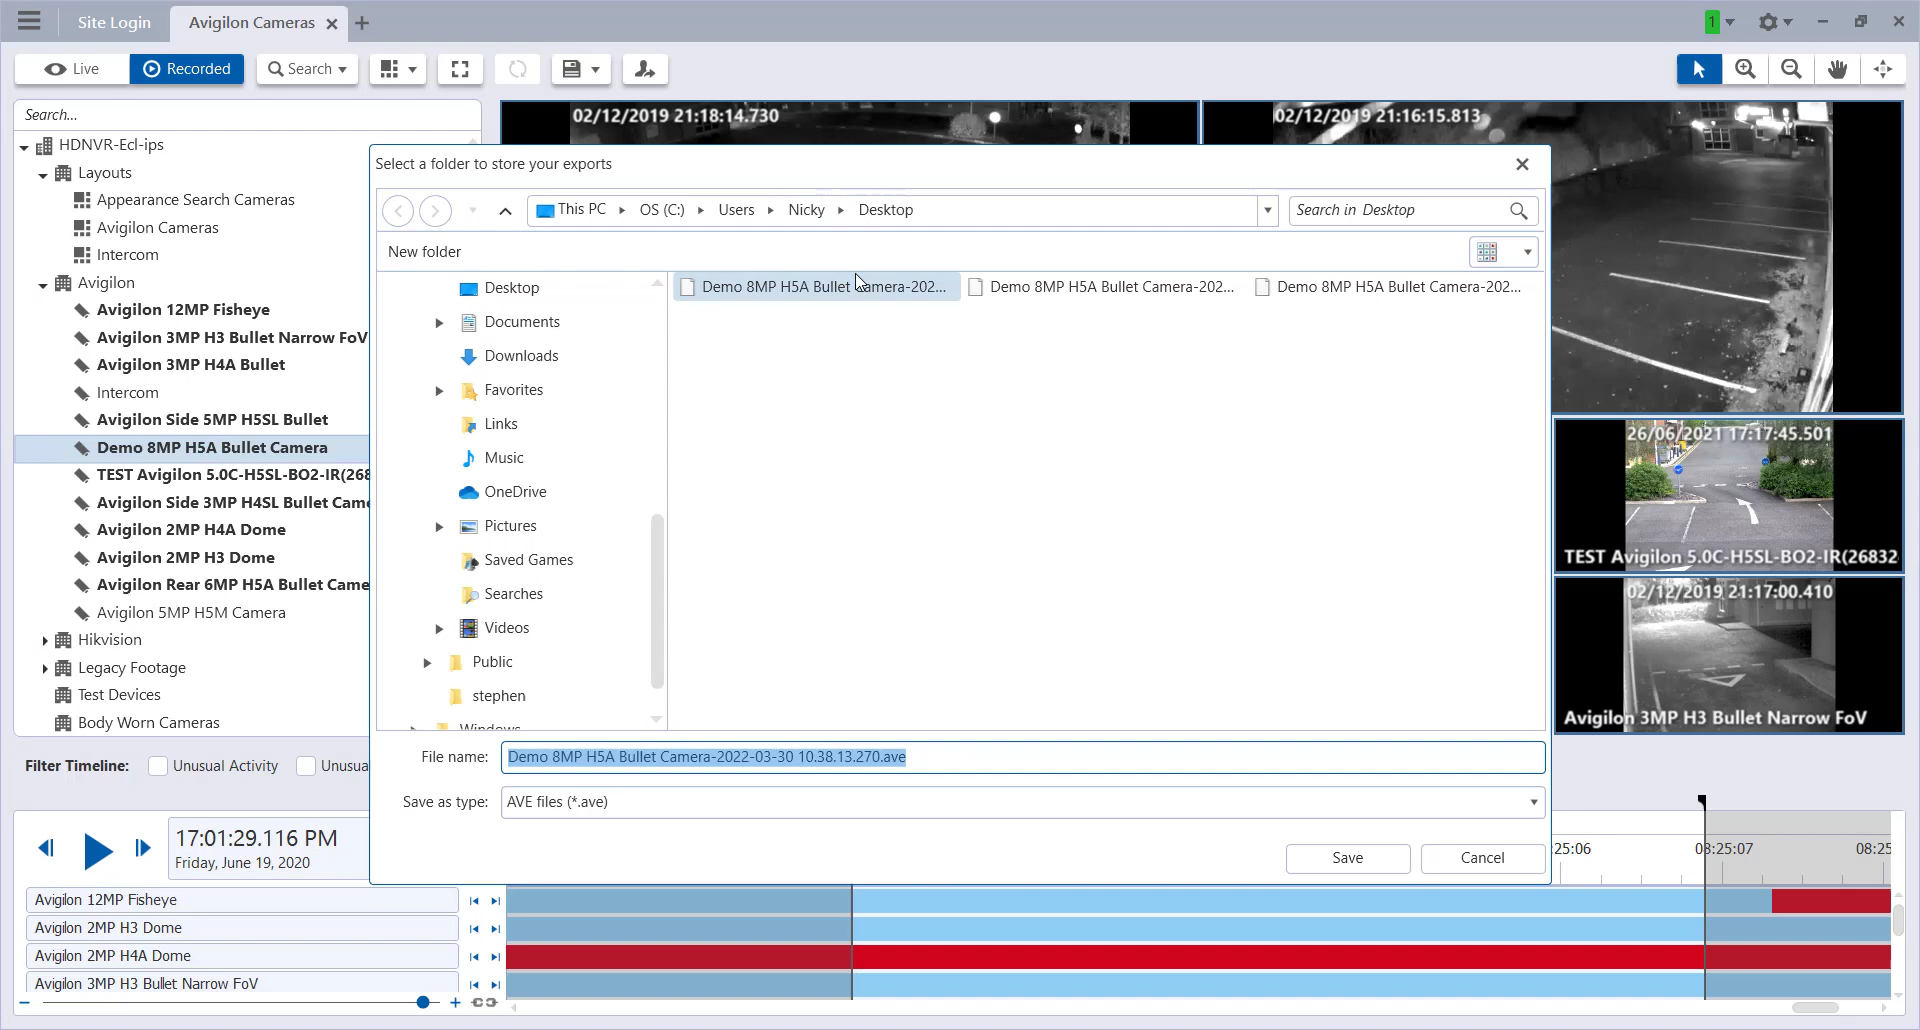 Site Login
Avigilon Cameras
1
Live
Recorded
Search
Search...
HDNVR-Ecl-ips
Layouts
Appearance Search Cameras
Avigilon Cameras
Intercom
Avigilon
Avigilon 12MP Fisheye
Avigilon 3MP H3 Bullet Narrow FoV
Avigilon 3MP H4A Bullet
Intercom
Avigilon Side 5MP H5SL Bullet
Demo 8MP H5A Bullet Camera
TEST Avigilon 5.0C-H5SL-BO2-IR(268
Avigilon Side 3MP H4SL Bullet Came
Avigilon 2MP H4A Dome
Avigilon 2MP H3 Dome
Avigilon Rear 6MP H5A Bullet Came
Avigilon 5MP H5M Camera
Hikvision
Legacy Footage
Test Devices
Body Worn Cameras
02/12/2019 21:18:14.730
02/12/2019 21:16:15.813
Select a folder to store your exports
This PC
OS (C:)
Users
Nicky
Desktop
Search in Desktop
New folder
Desktop
Documents
Downloads
Favorites
Links
Music
OneDrive
Pictures
Saved Games
Searches
Videos
Public
stephen
Windows
Demo 8MP H5A Bullet Camera-202...
Demo 8MP H5A Bullet Camera-202...
Demo 8MP H5A Bullet Camera-202...
File name:
Demo 8MP H5A Bullet Camera-2022-03-30 10.38.13.270.ave
Save as type:
AVE files (*.ave)
Save
Cancel
26/06/2021 17:17:45.501
TEST Avigilon 5.0C-H5SL-BO2-IR(26832
02/12/2019 21:17:00.410
Avigilon 3MP H3 Bullet Narrow FoV
Filter Timeline:
Unusual Activity
Unusua
17:01:29.116 PM
Friday, June 19, 2020
:25:06
08:25:07
08:25
Avigilon 12MP Fisheye
Avigilon 2MP H3 Dome
Avigilon 2MP H4A Dome
Avigilon 3MP H3 Bullet Narrow FoV